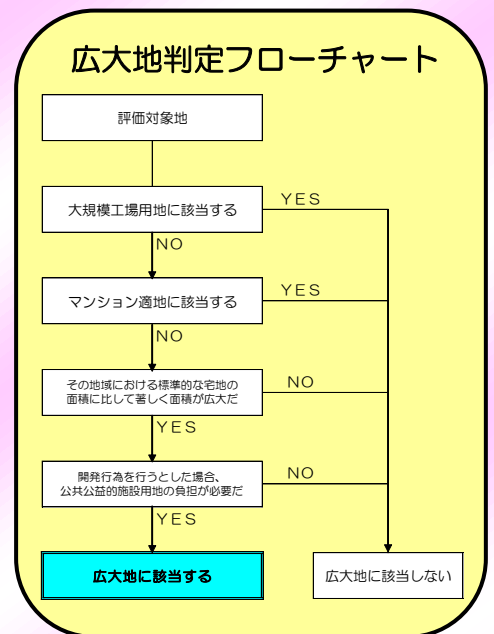 広大地判定フローチャート
評価対象地
大規模工場用地に該当する
YES
NO
マンション適地に該当する
YES
NO
その地域における標準的な宅地の
面積に比して著しく面積が広大だ
NO
YES
開発行為を行うとした場合、
公共公益的施設用地の負担が必要だ
NO
YES
広大地に該当する
広大地に該当しない